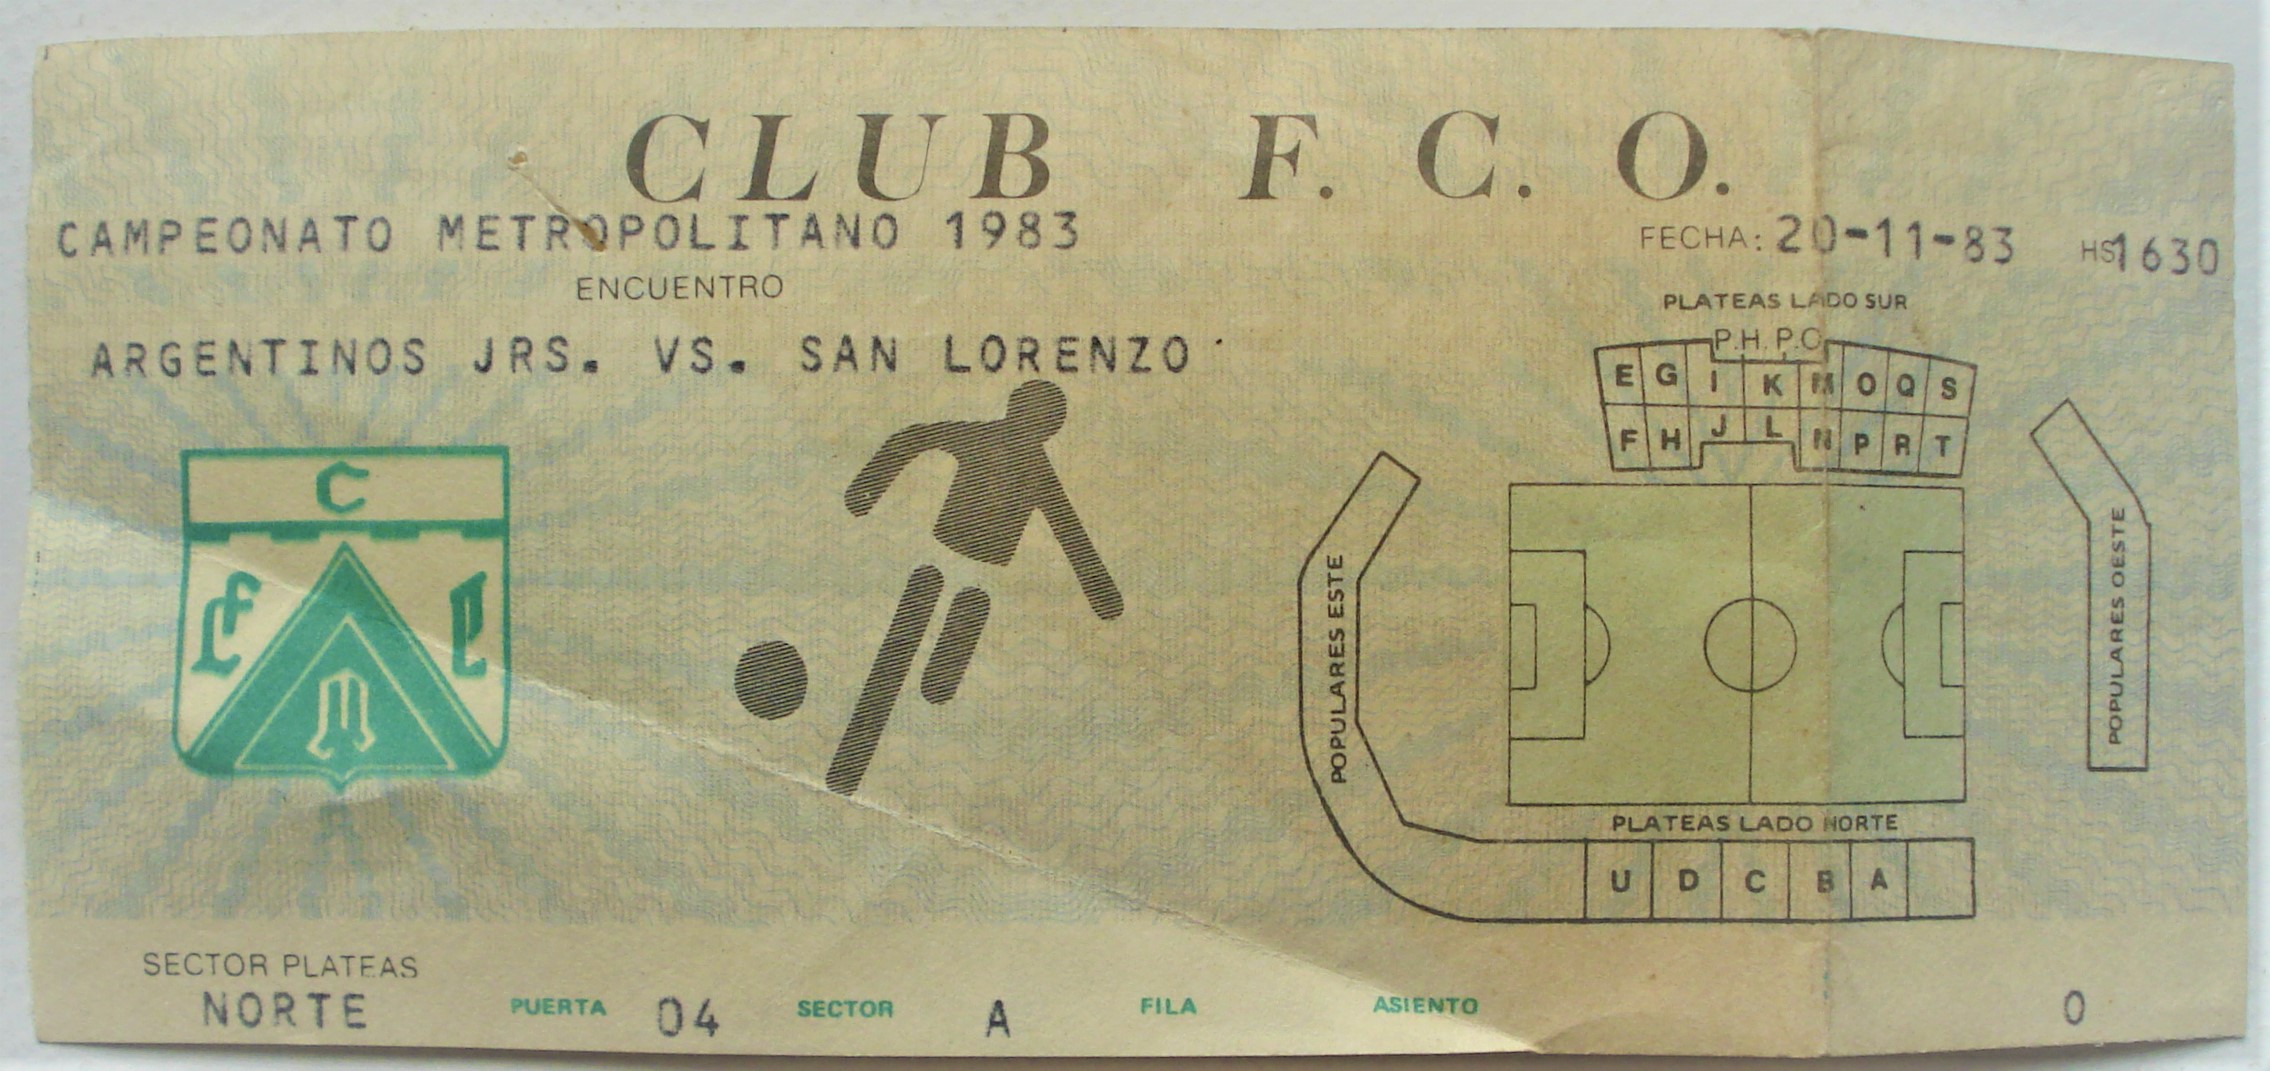 CLUB F. C. O.
CAMPEONATO METROPOLITANO 1983
FECHA: 20-11-83 HS 1630
ENCUENTRO
ARGENTINOS JRS. VS. SAN LORENZO
PLATEAS LADO SUR
P.H. P.C
E G I K M O Q S
F H J L N P R T
C
F
M
POPULARES ESTE
POPULARES OESTE
PLATEAS LADO NORTE
U D C B A
SECTOR PLATEAS
NORTE
PUERTA 04 SECTOR A FILA ASIENTO 0